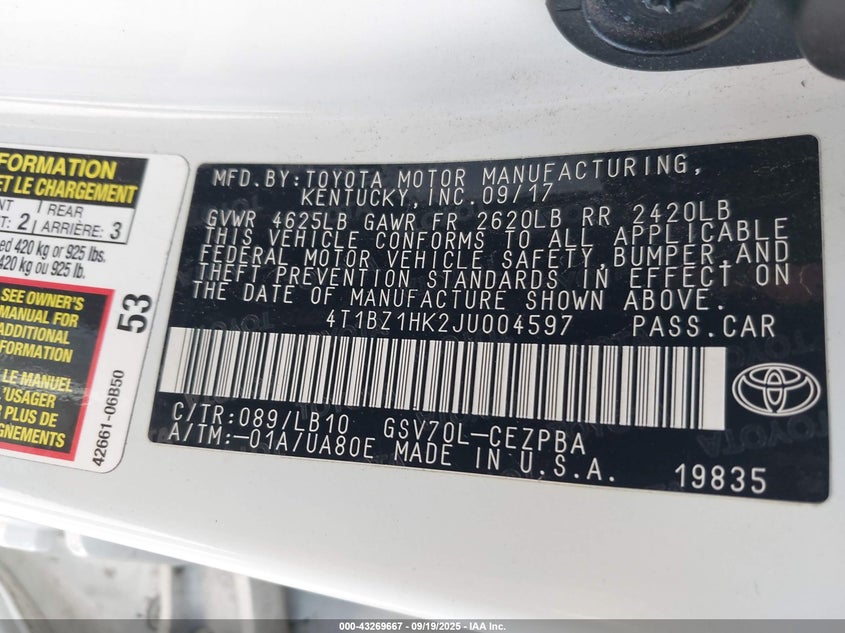 FORMATION
ET LE CHARGEMENT
NT
REAR
T: 2
ARRIÈRE: 3
ed 420 kg or 925 lbs.
420 kg ou 925 lb.
SEE OWNER'S
MANUAL FOR
ADDITIONAL
INFORMATION
LE MANUEL
L'USAGER
PLUS DE
GNEMENTS
53
42661-06B50
MFD.BY:TOYOTA MOTOR MANUFACTURING,
KENTUCKY,INC.09/17
GVWR 4625LB GAWR FR 2620LB RR 2420LB
THIS VEHICLE CONFORMS TO ALL APPLICABLE
FEDERAL MOTOR VEHICLE SAFETY,BUMPER,AND
THEFT PREVENTION STANDARDS IN EFFECT ON
THE DATE OF MANUFACTURE SHOWN ABOVE.
4T1BZ1HK2JU004597 PASS.CAR
C/TR:089/LB10 GSV70L-CEZPBA
A/TM:-01A/UA80E MADE IN U.S.A. 19835
000-43269667 - 09/19/2025 - IAA Inc.